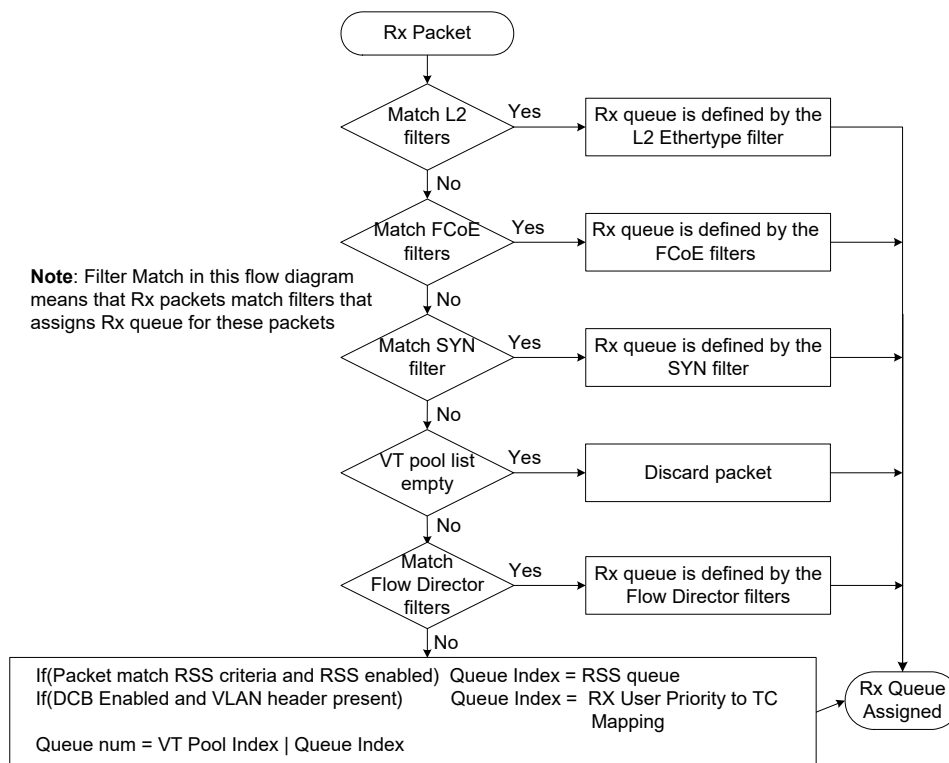 Rx Packet
Match L2
filters
Yes
Rx queue is defined by the
L2 Ethertype filter
No
Match FCoE
filters
Yes
Rx queue is defined by the
FCoE filters
Note: Filter Match in this flow diagram
means that Rx packets match filters that
assigns Rx queue for these packets
No
Match SYN
filter
Yes
Rx queue is defined by the
SYN filter
No
VT pool list
empty
Yes
Discard packet
No
Match
Flow Director
filters
Yes
Rx queue is defined by the
Flow Director filters
No
If(Packet match RSS criteria and RSS enabled) Queue Index = RSS queue
If(DCB Enabled and VLAN header present) Queue Index = RX User Priority to TC
Mapping
Queue num = VT Pool Index | Queue Index
Rx Queue
Assigned